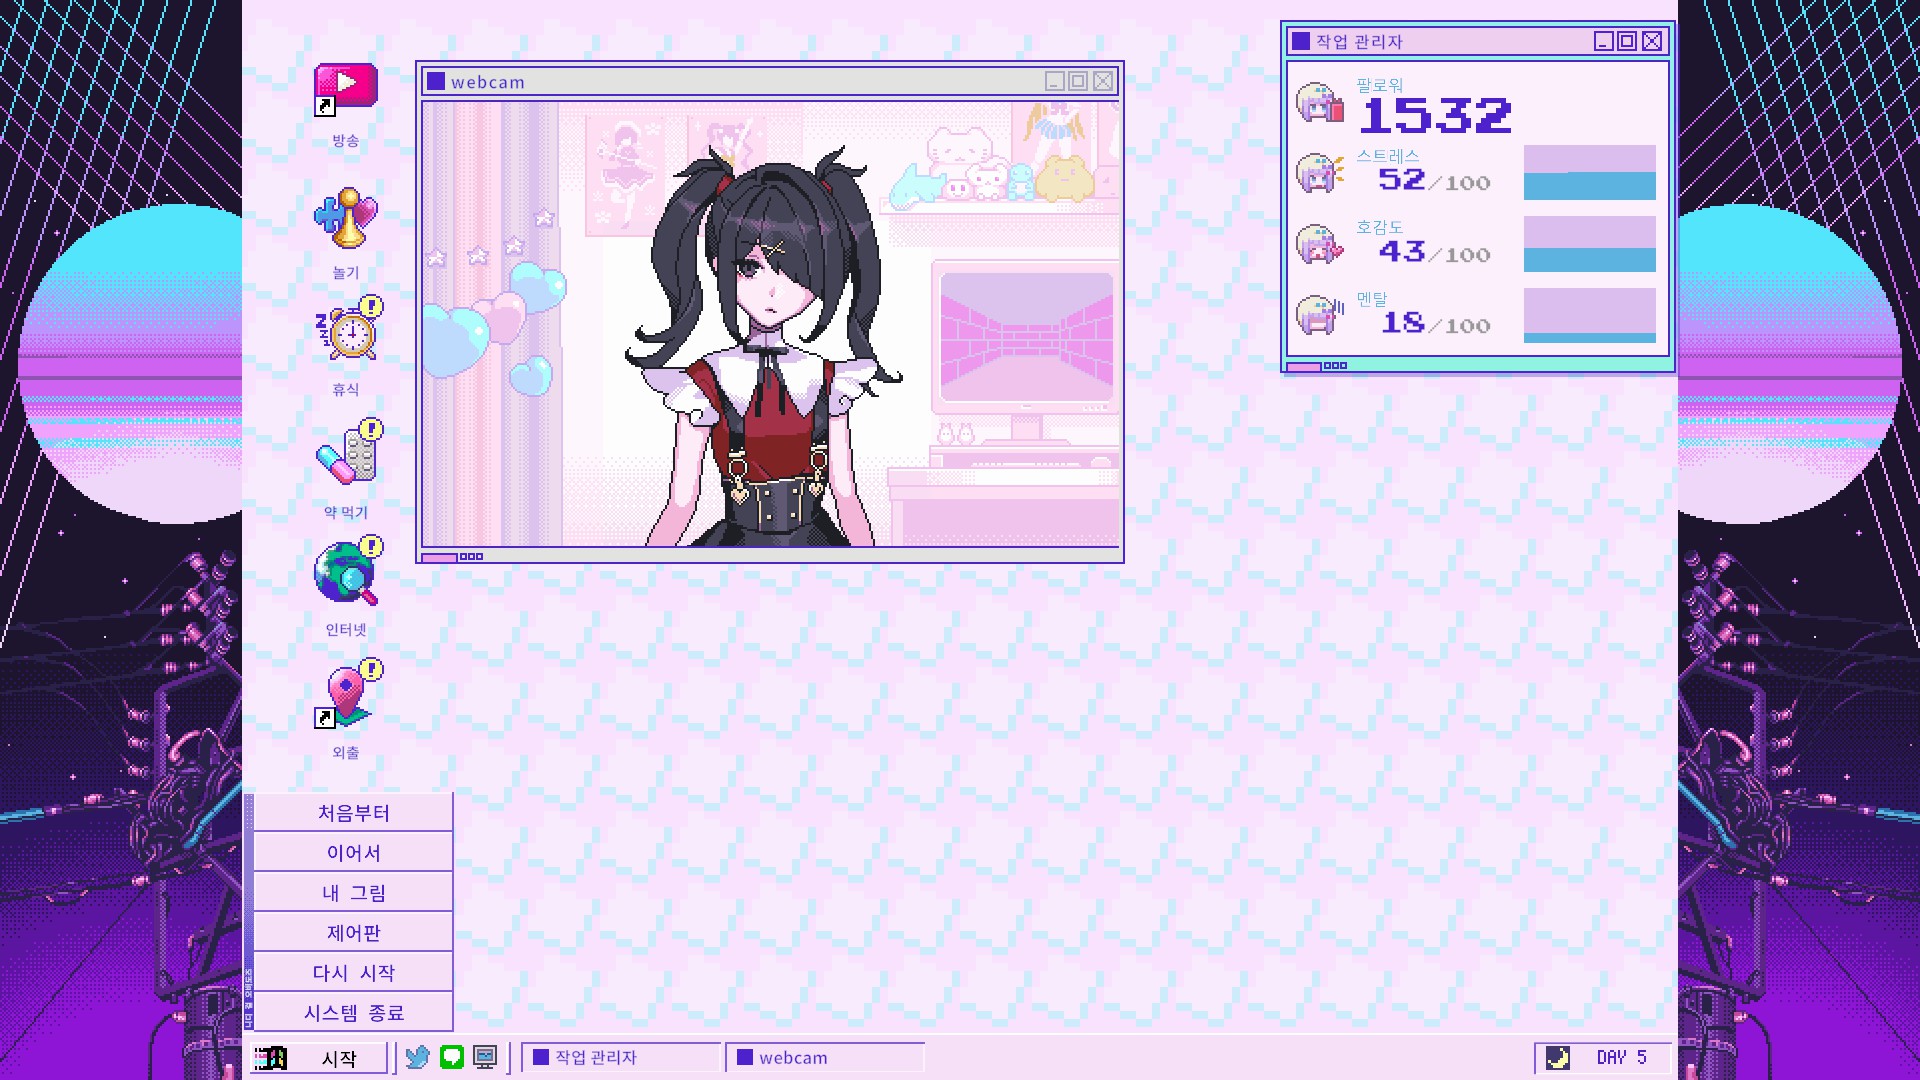 방송
놀기
휴식
약 먹기
인터넷
외출
webcam
작업 관리자
팔로워
1532
스트레스
52/100
호감도
43/100
멘탈
18/100
처음부터
이어서
내 그림
제어판
다시 시작
시스템 종료
시작
작업 관리자
webcam
DAY 5